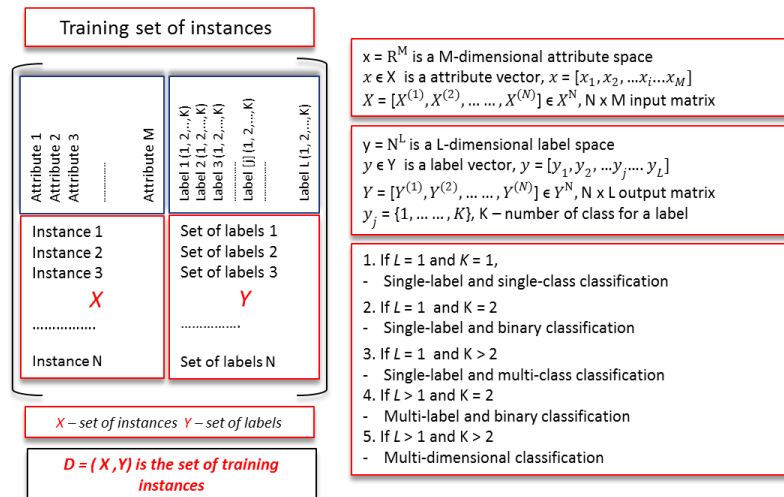 Training set of instances
Attribute 1
Attribute 2
Attribute 3
..............
Attribute M
Label 1 (1, 2,..., K)
Label 2 (1, 2,..., K)
Label 3 (1, 2,..., K)
..............
Label [j] (1, 2,..., K)
..............
Label L (1, 2,..., K)
Instance 1
Instance 2
Instance 3
X
................
Instance N
Set of labels 1
Set of labels 2
Set of labels 3
Y
................
Set of labels N
X – set of instances Y – set of labels
D = ( X ,Y) is the set of training
instances
x = Rᴹ is a M-dimensional attribute space
x ϵ X is a attribute vector, x = [x₁, x₂, …xᵢ…x_M]
X = [X⁽¹⁾, X⁽²⁾, … …, X⁽ᴺ⁾] ϵ Xᴺ, N x M input matrix
y = Nᴸ is a L-dimensional label space
y ϵ Y is a label vector, y = [y₁, y₂, …yⱼ…. y_L]
Y = [Y⁽¹⁾, Y⁽²⁾, … …, Y⁽ᴺ⁾] ϵ Yᴺ, N x L output matrix
yⱼ = {1, … …, K}, K – number of class for a label
1. If L = 1 and K = 1,
- Single-label and single-class classification
2. If L = 1 and K = 2
- Single-label and binary classification
3. If L = 1 and K > 2
- Single-label and multi-class classification
4. If L > 1 and K = 2
- Multi-label and binary classification
5. If L > 1 and K > 2
- Multi-dimensional classification